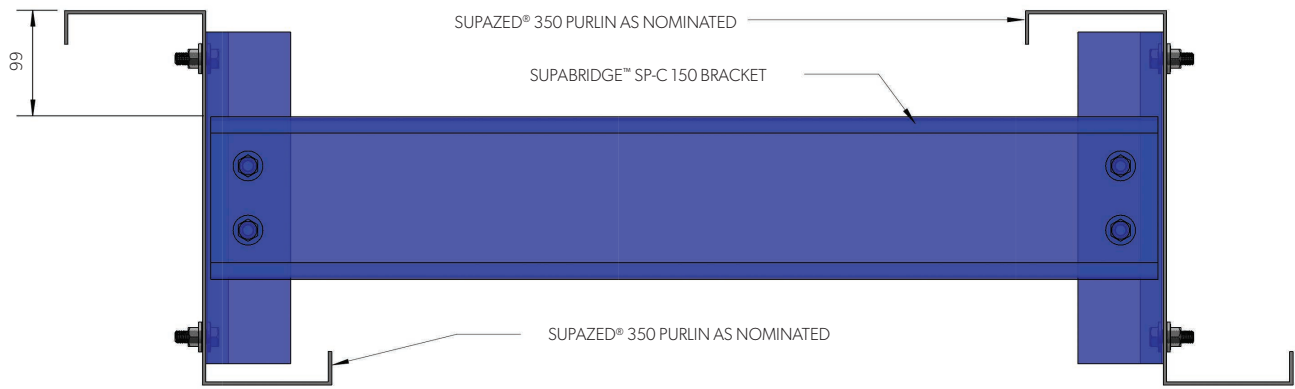 SUPAZED® 350 PURLIN AS NOMINATED
99
SUPABRIDGE™ SP-C 150 BRACKET
SUPAZED® 350 PURLIN AS NOMINATED